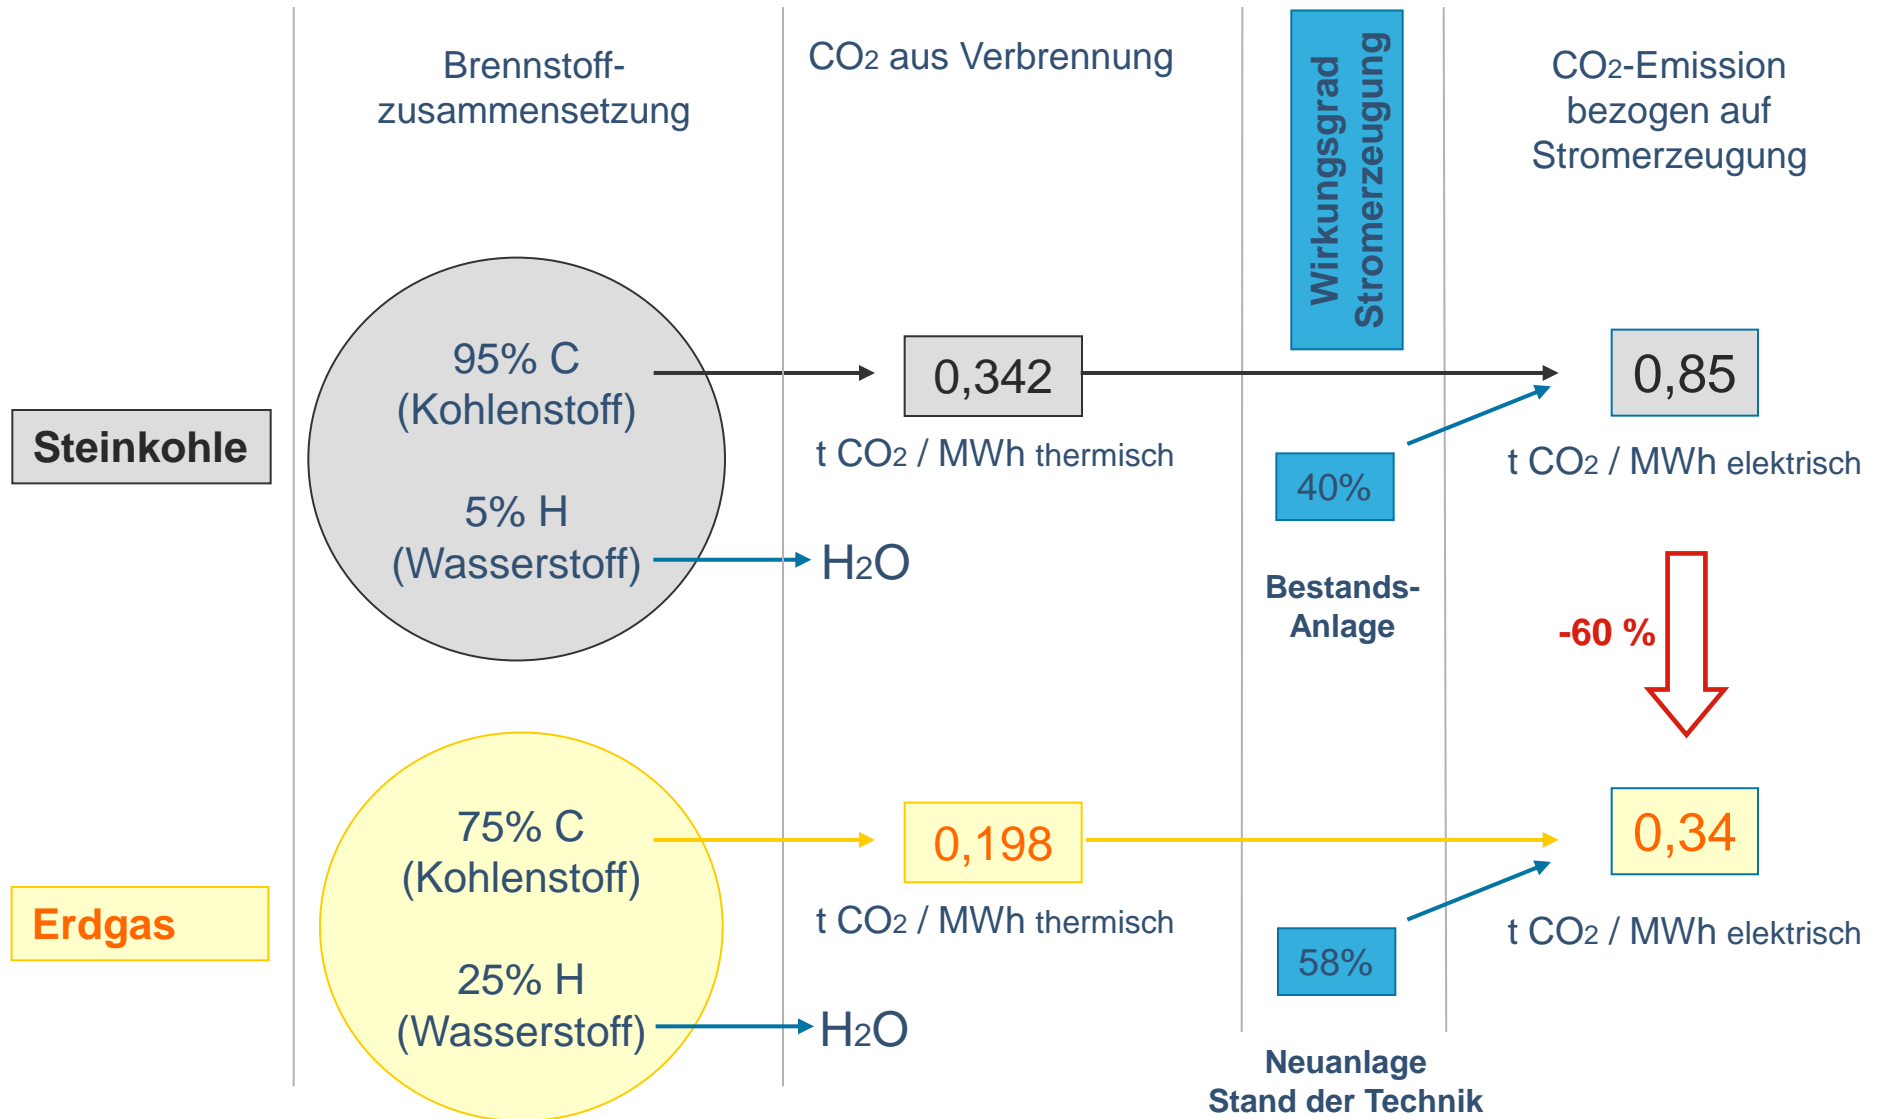 Brennstoff-
zusammensetzung
CO2 aus Verbrennung
Wirkungsgrad
Stromerzeugung
CO2-Emission
bezogen auf
Stromerzeugung
Steinkohle
95% C
(Kohlenstoff)
5% H
(Wasserstoff)
0,342
t CO2 / MWh thermisch
H2O
40%
Bestands-
Anlage
0,85
t CO2 / MWh elektrisch
-60 %
Erdgas
75% C
(Kohlenstoff)
25% H
(Wasserstoff)
0,198
t CO2 / MWh thermisch
H2O
58%
Neuanlage
Stand der Technik
0,34
t CO2 / MWh elektrisch